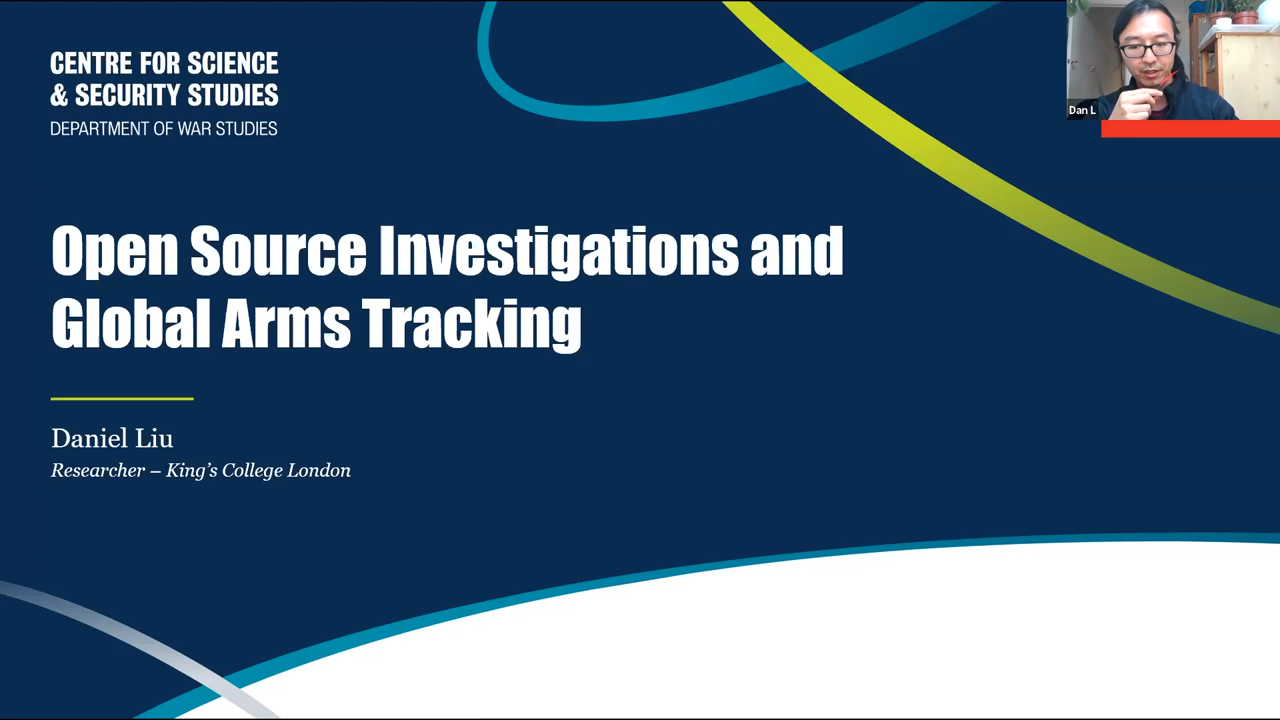 CENTRE FOR SCIENCE
& SECURITY STUDIES
DEPARTMENT OF WAR STUDIES
Dan L
Open Source Investigations and
Global Arms Tracking
Daniel Liu
Researcher – King's College London